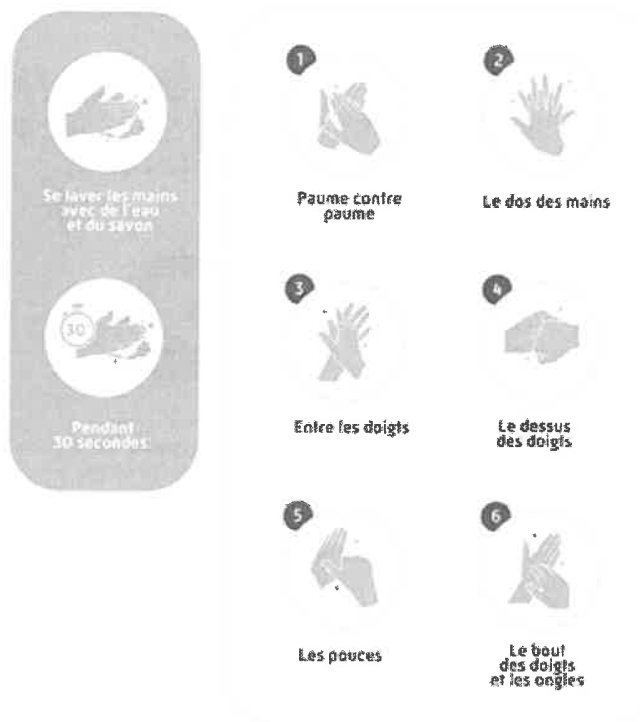 Se laver les mains
avec de l'eau
et du savon
30
Pendant
30 secondes.
1
Paume contre
paume
2
Le dos des mains
3
Entre les doigts
4
Le dessus
des doigts
5
Les pouces
6
Le bout
des doigts
et les ongles